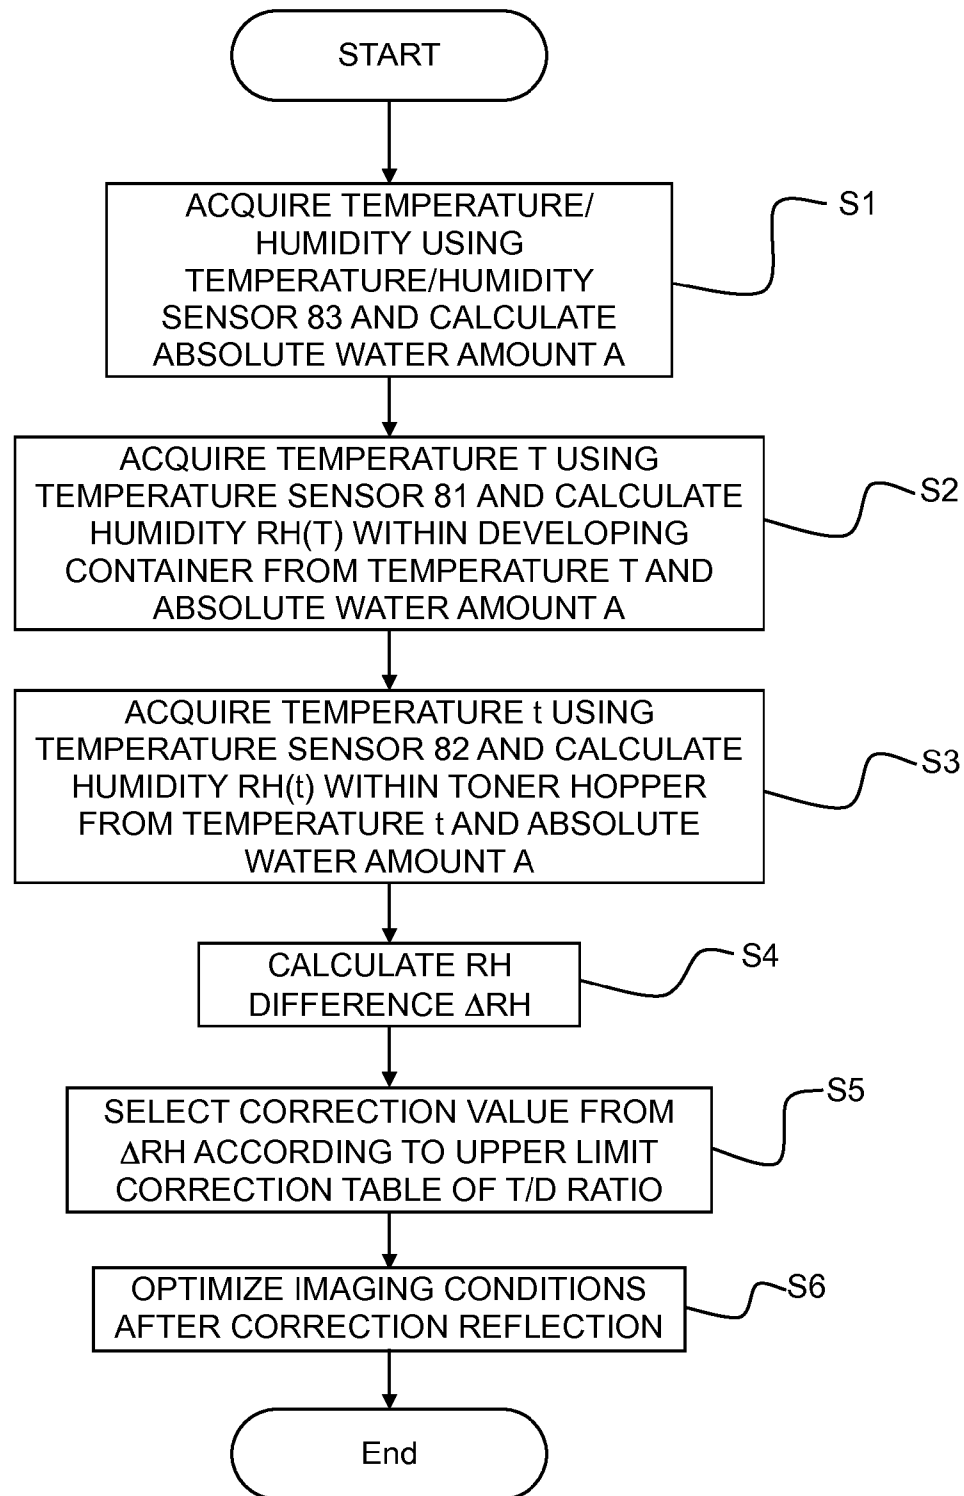 START
ACQUIRE TEMPERATURE/
HUMIDITY USING
TEMPERATURE/HUMIDITY
SENSOR 83 AND CALCULATE
ABSOLUTE WATER AMOUNT A
S1
ACQUIRE TEMPERATURE T USING
TEMPERATURE SENSOR 81 AND CALCULATE
HUMIDITY RH(T) WITHIN DEVELOPING
CONTAINER FROM TEMPERATURE T AND
ABSOLUTE WATER AMOUNT A
S2
ACQUIRE TEMPERATURE t USING
TEMPERATURE SENSOR 82 AND CALCULATE
HUMIDITY RH(t) WITHIN TONER HOPPER
FROM TEMPERATURE t AND ABSOLUTE
WATER AMOUNT A
S3
CALCULATE RH
DIFFERENCE ΔRH
S4
SELECT CORRECTION VALUE FROM
ΔRH ACCORDING TO UPPER LIMIT
CORRECTION TABLE OF T/D RATIO
S5
OPTIMIZE IMAGING CONDITIONS
AFTER CORRECTION REFLECTION
S6
End